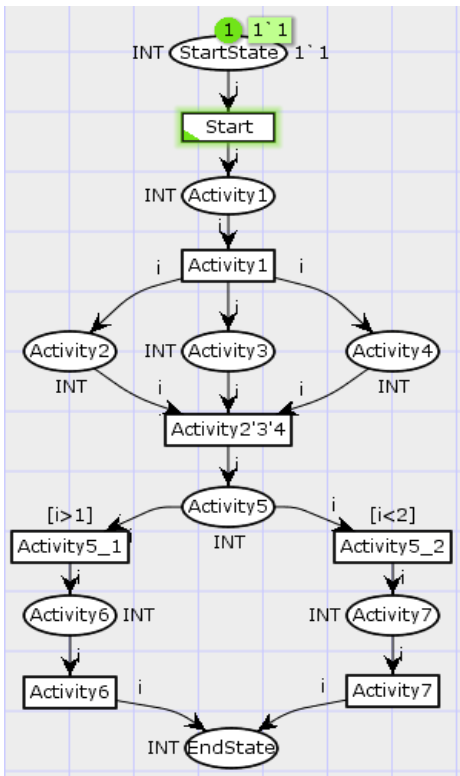 1 1`1
INT StartState 1`1
i
Start
i
INT Activity1
i
i Activity1 i
i
Activity2 INT Activity3 Activity4
INT INT
i i i
Activity2'3'4
i
[i>1] i Activity5 i [i<2]
INT
Activity5_1 i Activity5_2
i i
Activity6 INT INT Activity7
i i
Activity6 i i Activity7
INT EndState